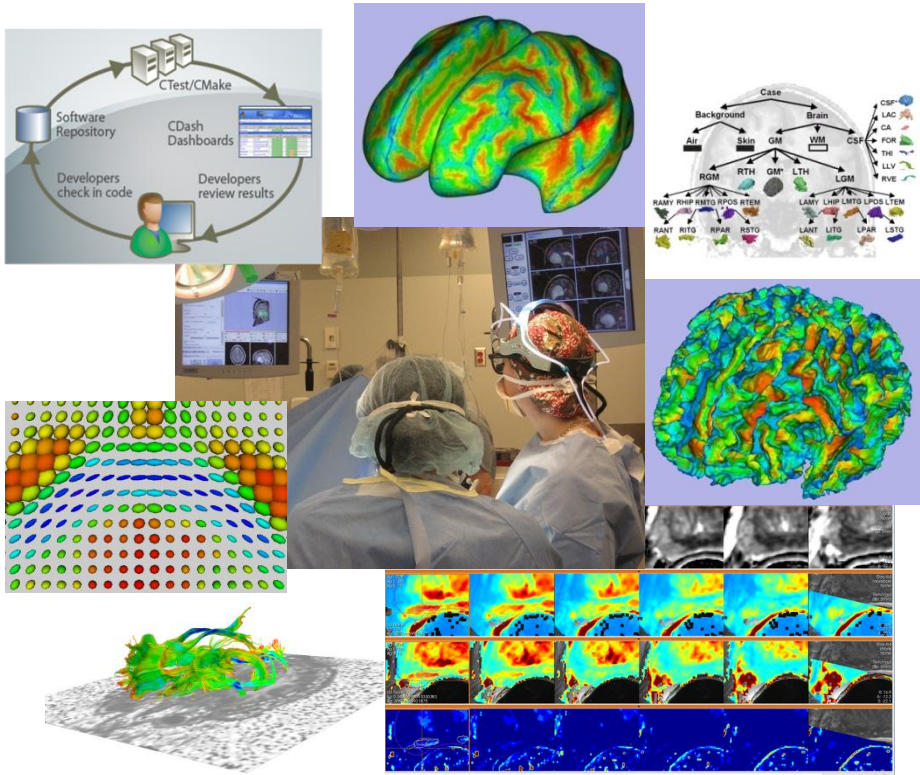 CTest/CMake
Software
Repository
CDash
Dashboards
Developers
check in code
Developers
review results
Case
Background
Brain
Air
Skin
GM
WM
CSF
RTH
GM*
LTH
RGM
LGM
RAMY RHIP RMTG RPOS RTEM
LAMY LHIP LMTG LPOS LTEM
RANT RITG RPAR RSTG
LANT LITG LPAR LSTG
CSF*
LAC
CA
FOR
THI
LLV
RVE